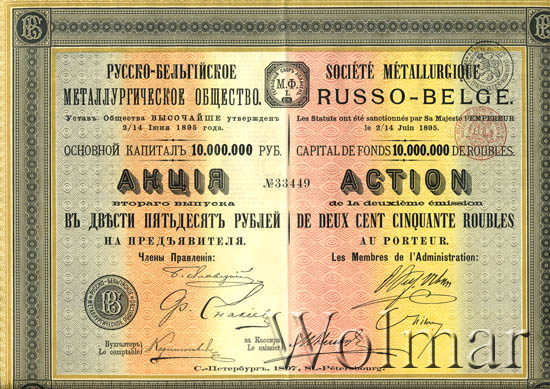 РУССКО-БЕЛЬГІЙСКОЕ
МЕТАЛЛУРГИЧЕСКОЕ ОБЩЕСТВО.
Уставъ Общества ВЫСОЧАЙШЕ утвержденъ
2/14 Іюня 1895 года.
ОСНОВНОЙ КАПИТАЛЪ 10.000.000 РУБ.
АКЦІЯ
втораго выпуска
ВЪ ДВѢСТИ ПЯТЬДЕСЯТЪ РУБЛЕЙ
НА ПРЕДЪЯВИТЕЛЯ.
Члены Правленія:
М.Ф.
I.
№33449
SOCIÉTÉ MÉTALLURGIQUE
RUSSO-BELGE.
Les Statuts ont été sanctionnés par Sa Majesté l'EMPEREUR
le 2/14 Juin 1895.
CAPITAL DE FONDS 10.000.000 DE ROUBLES.
ACTION
de la deuxième émission
DE DEUX CENT CINQUANTE ROUBLES
AU PORTEUR.
Les Membres de l'Administration:
Бухгалтеръ
Le comptable
за Кассира
Le caissier
С.-Петербургъ, 1897, St.-Pétersbourg.
Wolmar